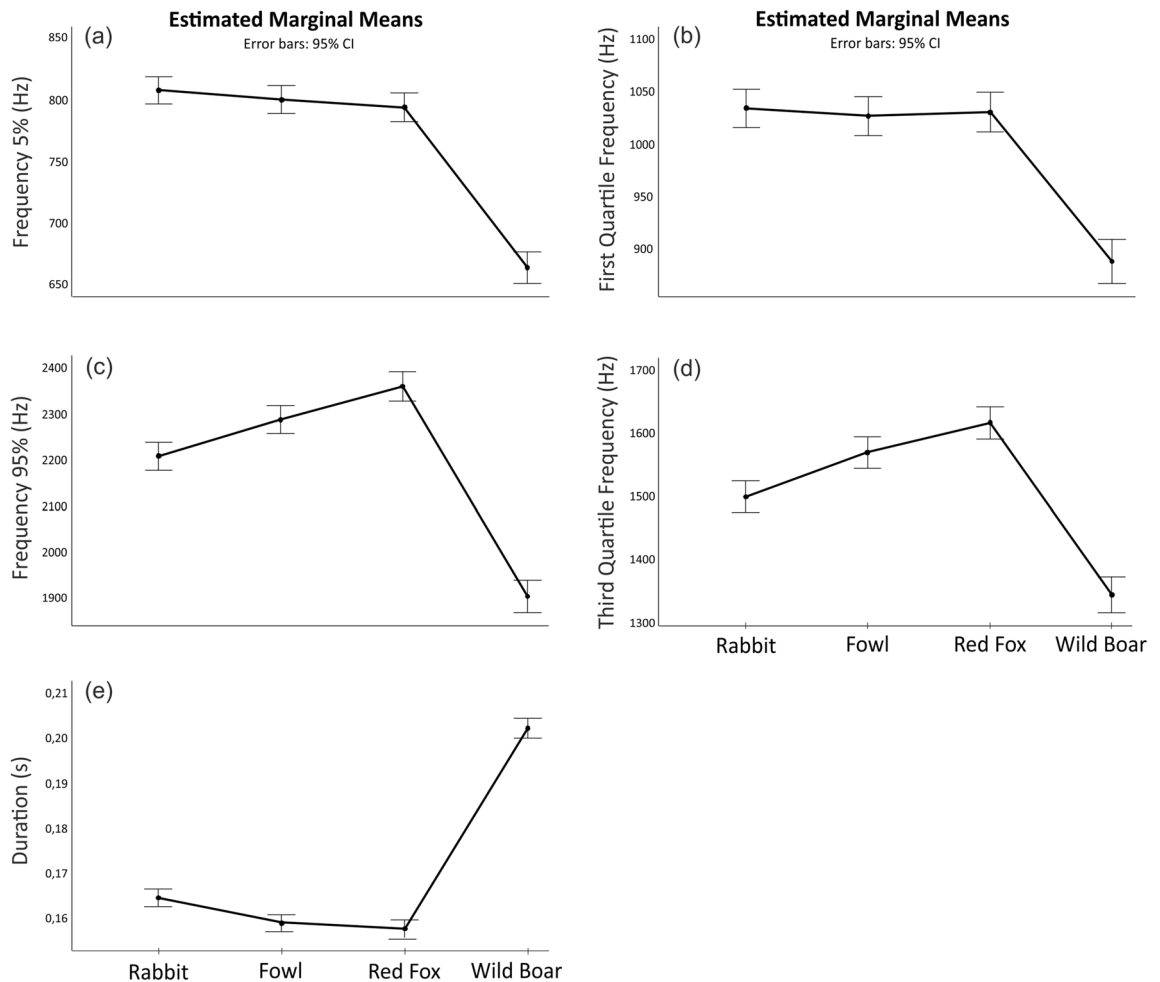 Estimated Marginal Means
Error bars: 95% CI
(a)
Frequency 5% (Hz)
850
800
750
700
650
Estimated Marginal Means
Error bars: 95% CI
(b)
First Quartile Frequency (Hz)
1100
1050
1000
950
900
(c)
Frequency 95% (Hz)
2400
2300
2200
2100
2000
1900
(d)
Third Quartile Frequency (Hz)
1700
1600
1500
1400
1300
Rabbit Fowl Red Fox Wild Boar
(e)
Duration (s)
0,21
0,20
0,19
0,18
0,17
0,16
Rabbit Fowl Red Fox Wild Boar